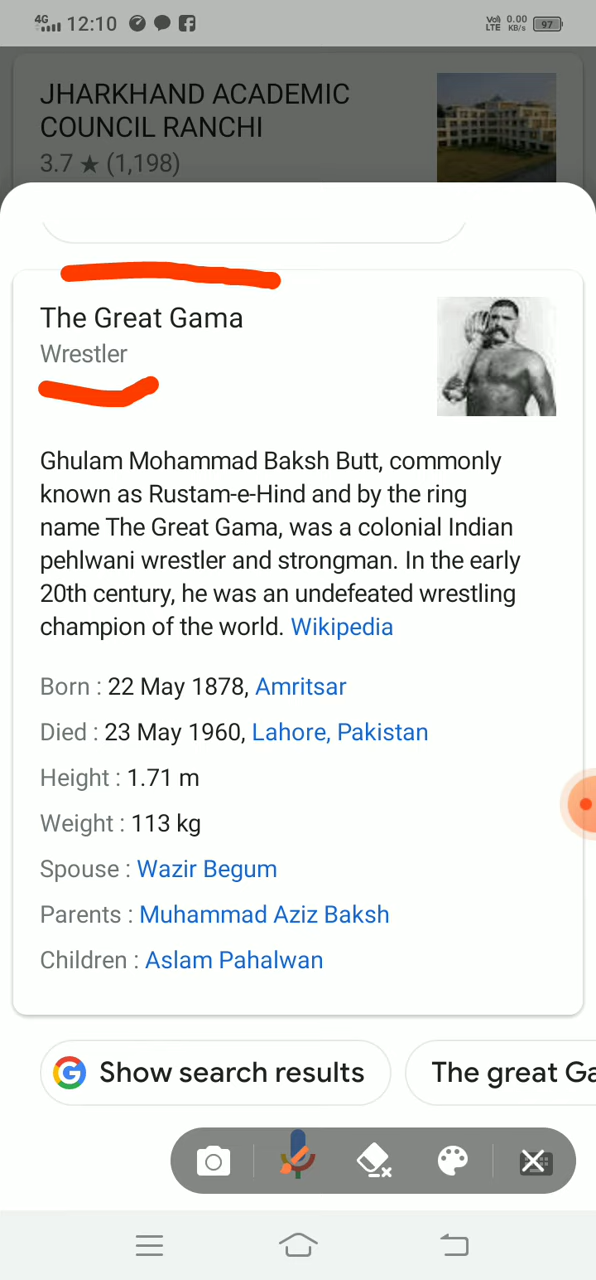 4G 12:10 Vo) LTE 0.00 KB/s 97
JHARKHAND ACADEMIC
COUNCIL RANCHI
3.7 ★ (1,198)
The Great Gama
Wrestler
Ghulam Mohammad Baksh Butt, commonly
known as Rustam-e-Hind and by the ring
name The Great Gama, was a colonial Indian
pehlwani wrestler and strongman. In the early
20th century, he was an undefeated wrestling
champion of the world. Wikipedia
Born : 22 May 1878, Amritsar
Died : 23 May 1960, Lahore, Pakistan
Height : 1.71 m
Weight : 113 kg
Spouse : Wazir Begum
Parents : Muhammad Aziz Baksh
Children : Aslam Pahalwan
Show search results
The great Ga